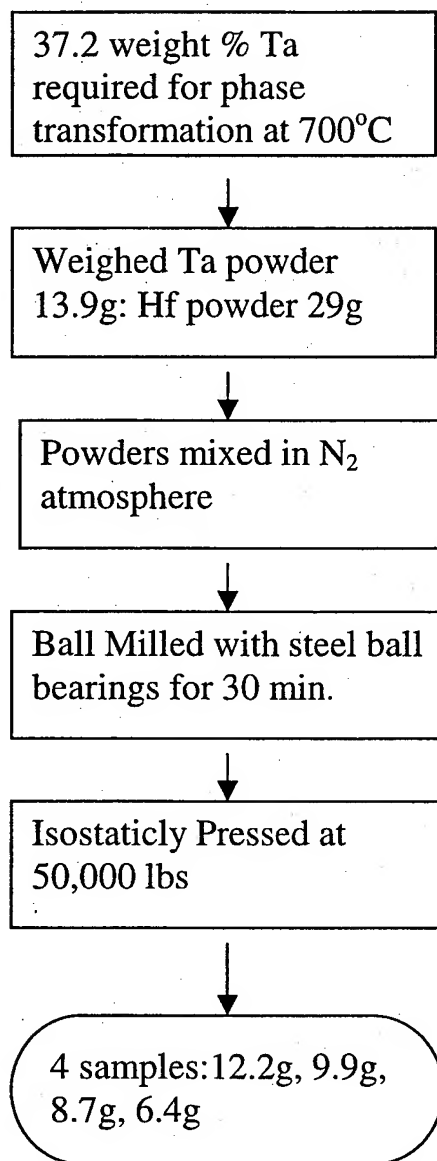 37.2 weight % Ta
required for phase
transformation at 700°C
Weighed Ta powder
13.9g: Hf powder 29g
Powders mixed in N₂
atmosphere
Ball Milled with steel ball
bearings for 30 min.
Isostaticly Pressed at
50,000 lbs
4 samples:12.2g, 9.9g,
8.7g, 6.4g